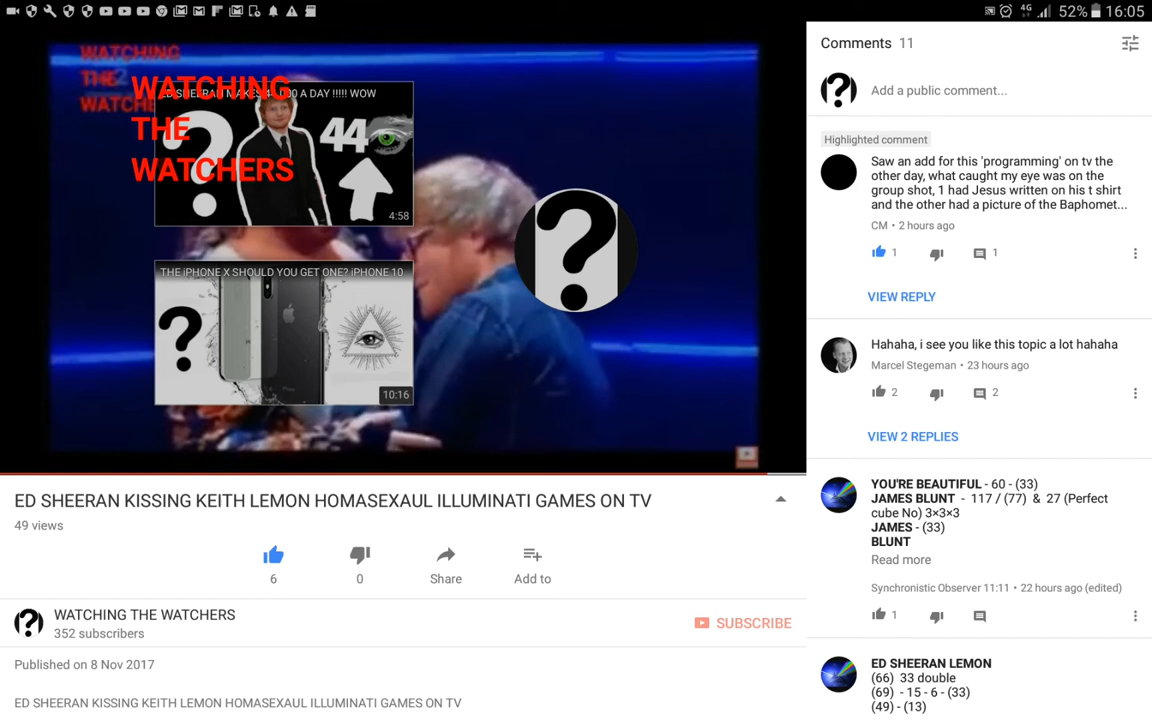 4G 52% 16:05
WATCHING
THE
WATCHING
THE
WATCHERS
ED SHEERAN MAKES A DAY !!!!! WOW
44
4:58
THE iPHONE X SHOULD YOU GET ONE? iPHONE 10
10:16
ED SHEERAN KISSING KEITH LEMON HOMASEXAUL ILLUMINATI GAMES ON TV
49 views
6
0
Share
Add to
WATCHING THE WATCHERS
352 subscribers
SUBSCRIBE
Published on 8 Nov 2017
ED SHEERAN KISSING KEITH LEMON HOMASEXAUL ILLUMINATI GAMES ON TV
Comments 11
Add a public comment...
Highlighted comment
Saw an add for this 'programming' on tv the
other day, what caught my eye was on the
group shot, 1 had Jesus written on his t shirt
and the other had a picture of the Baphomet...
CM • 2 hours ago
1 1
VIEW REPLY
Hahaha, i see you like this topic a lot hahaha
Marcel Stegeman • 23 hours ago
2 2
VIEW 2 REPLIES
YOU'RE BEAUTIFUL - 60 - (33)
JAMES BLUNT - 117 / (77) & 27 (Perfect
cube No) 3×3×3
JAMES - (33)
BLUNT
Read more
Synchronistic Observer 11:11 • 22 hours ago (edited)
1
ED SHEERAN LEMON
(66) 33 double
(69) - 15 - 6 - (33)
(49) - (13)